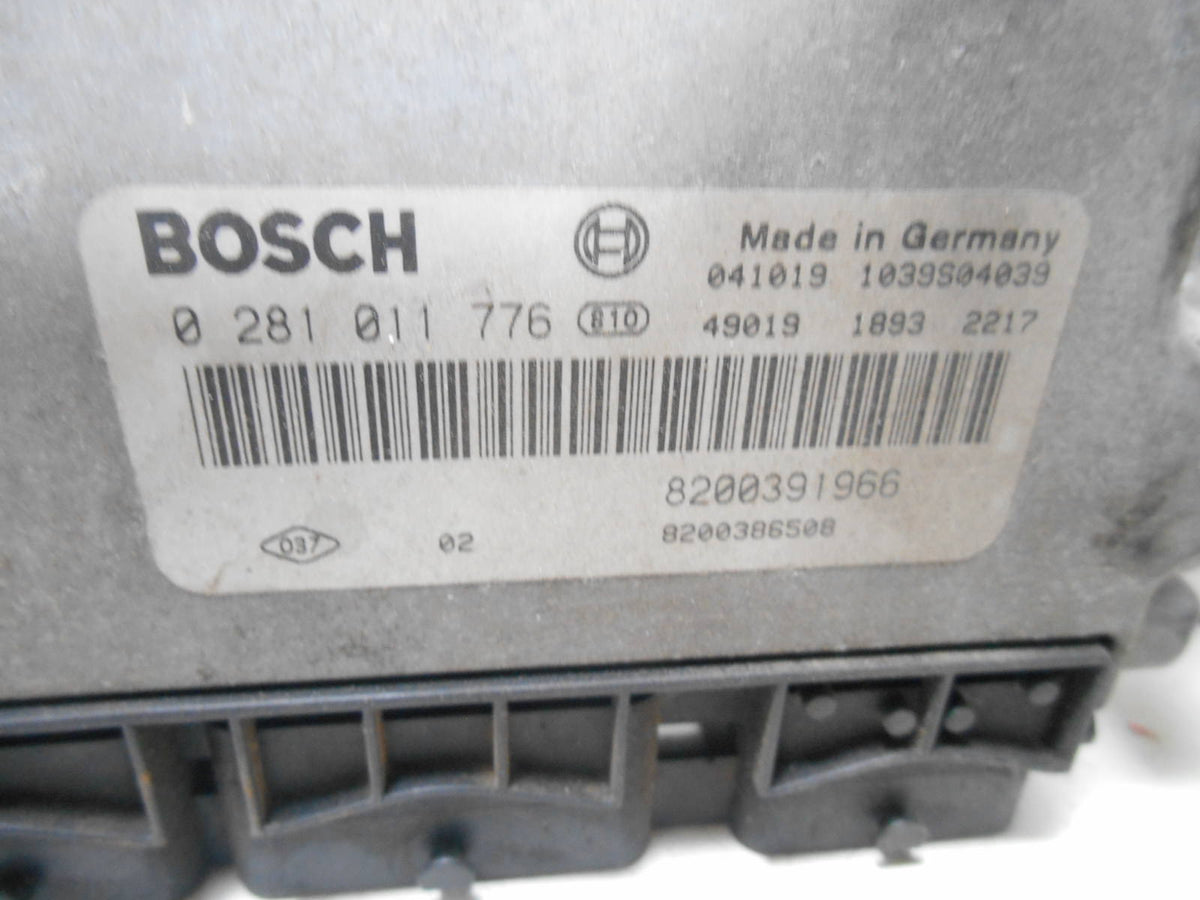 BOSCH
Made in Germany
041019 1039S04039
0 281 011 776 810
49019 1893 2217
8200391966
037 02 8200386508